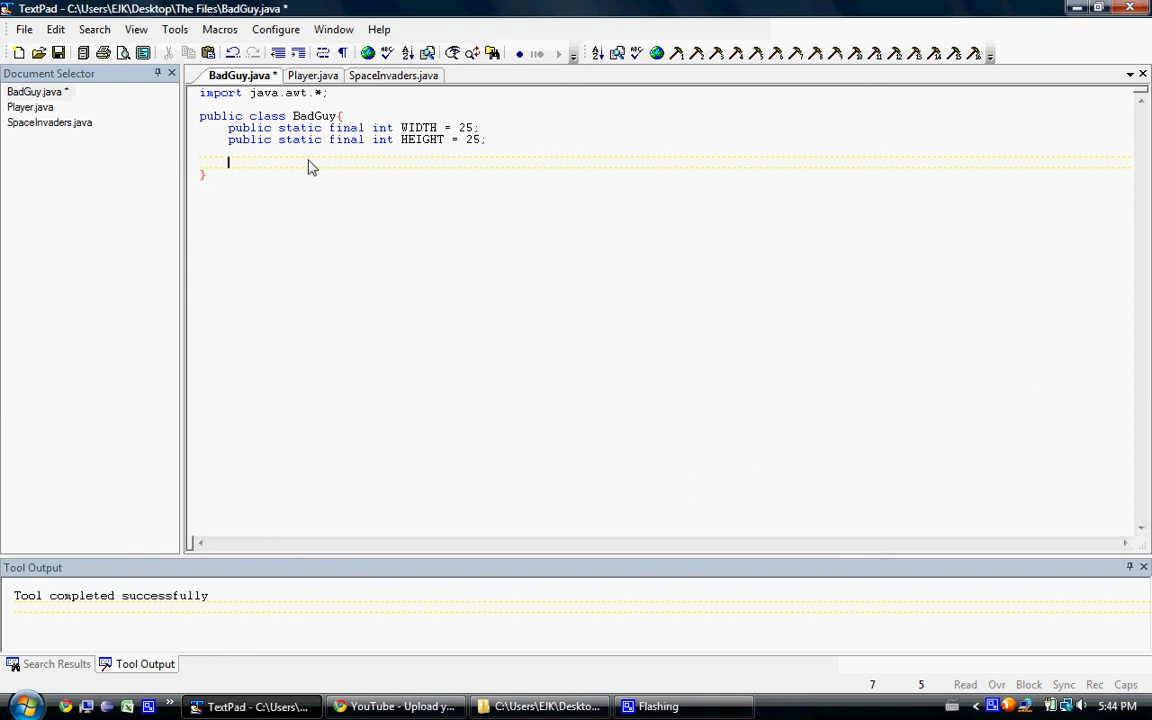 TextPad - C:\Users\EJK\Desktop\The Files\BadGuy.java *
File Edit Search View Tools Macros Configure Window Help
Document Selector
BadGuy.java * Player.java SpaceInvaders.java
BadGuy.java *
Player.java
SpaceInvaders.java
import java.awt.*;
public class BadGuy{
public static final int WIDTH = 25;
public static final int HEIGHT = 25;
}
Tool Output
Tool completed successfully
Search Results Tool Output
7 5 Read Ovr Block Sync Rec Caps
TextPad - C:\Users\... YouTube - Upload y... C:\Users\EJK\Deskto... Flashing 5:44 PM